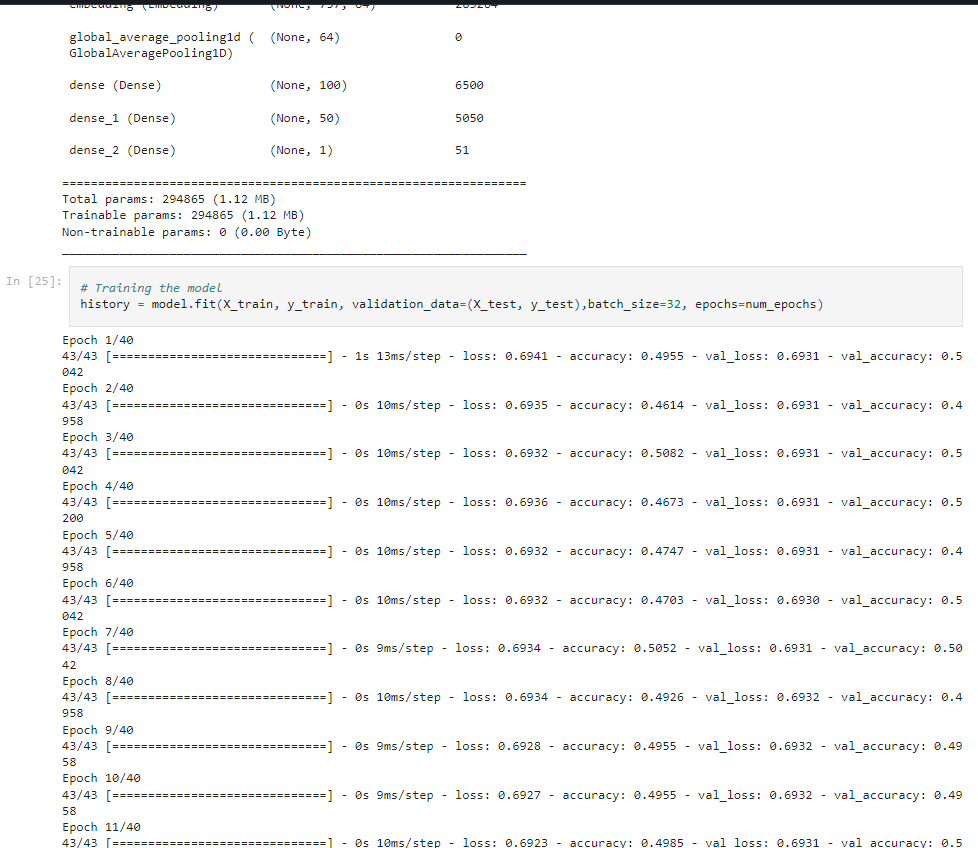 global_average_pooling1d ( (None, 64) 0
GlobalAveragePooling1D)
dense (Dense) (None, 100) 6500
dense_1 (Dense) (None, 50) 5050
dense_2 (Dense) (None, 1) 51
=================================================================
Total params: 294865 (1.12 MB)
Trainable params: 294865 (1.12 MB)
Non-trainable params: 0 (0.00 Byte)
_________________________________________________________________
In [25]:
# Training the model
history = model.fit(X_train, y_train, validation_data=(X_test, y_test),batch_size=32, epochs=num_epochs)
Epoch 1/40
43/43 [==============================] - 1s 13ms/step - loss: 0.6941 - accuracy: 0.4955 - val_loss: 0.6931 - val_accuracy: 0.5
042
Epoch 2/40
43/43 [==============================] - 0s 10ms/step - loss: 0.6935 - accuracy: 0.4614 - val_loss: 0.6931 - val_accuracy: 0.4
958
Epoch 3/40
43/43 [==============================] - 0s 10ms/step - loss: 0.6932 - accuracy: 0.5082 - val_loss: 0.6931 - val_accuracy: 0.5
042
Epoch 4/40
43/43 [==============================] - 0s 10ms/step - loss: 0.6936 - accuracy: 0.4673 - val_loss: 0.6931 - val_accuracy: 0.5
200
Epoch 5/40
43/43 [==============================] - 0s 10ms/step - loss: 0.6932 - accuracy: 0.4747 - val_loss: 0.6931 - val_accuracy: 0.4
958
Epoch 6/40
43/43 [==============================] - 0s 10ms/step - loss: 0.6932 - accuracy: 0.4703 - val_loss: 0.6930 - val_accuracy: 0.5
042
Epoch 7/40
43/43 [==============================] - 0s 9ms/step - loss: 0.6934 - accuracy: 0.5052 - val_loss: 0.6931 - val_accuracy: 0.50
42
Epoch 8/40
43/43 [==============================] - 0s 10ms/step - loss: 0.6934 - accuracy: 0.4926 - val_loss: 0.6932 - val_accuracy: 0.4
958
Epoch 9/40
43/43 [==============================] - 0s 9ms/step - loss: 0.6928 - accuracy: 0.4955 - val_loss: 0.6932 - val_accuracy: 0.49
58
Epoch 10/40
43/43 [==============================] - 0s 9ms/step - loss: 0.6927 - accuracy: 0.4955 - val_loss: 0.6932 - val_accuracy: 0.49
58
Epoch 11/40
43/43 [==============================] - 0s 10ms/step - loss: 0.6923 - accuracy: 0.4985 - val_loss: 0.6931 - val_accuracy: 0.5